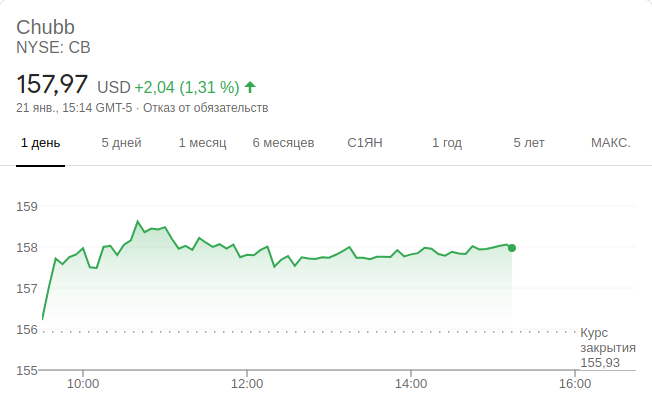 Chubb
NYSE: CB
157,97 USD +2,04 (1,31 %)
21 янв., 15:14 GMT-5 · Отказ от обязательств
1 день 5 дней 1 месяц 6 месяцев С1ЯН 1 год 5 лет МАКС.
159
158
157
156
Курс
закрытия
155,93
155
10:00 12:00 14:00 16:00